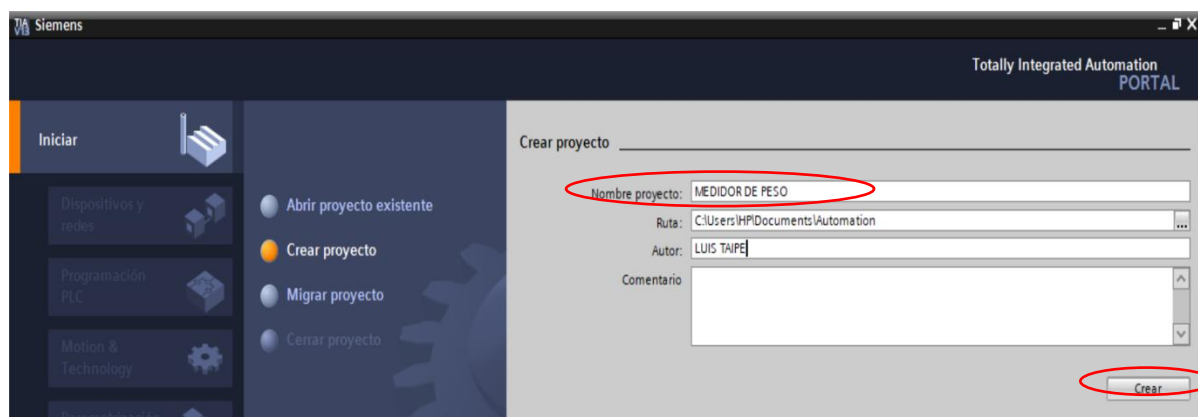 TIA V13 Siemens
Totally Integrated Automation
PORTAL
Iniciar
Dispositivos y
redes
Programación
PLC
Motion &
Technology
Abrir proyecto existente
Crear proyecto
Migrar proyecto
Cerrar proyecto
Crear proyecto
Nombre proyecto: MEDIDOR DE PESO
Ruta: C:\Users\HP\Documents\Automation
...
Autor: LUIS TAIPE
Comentario
Crear